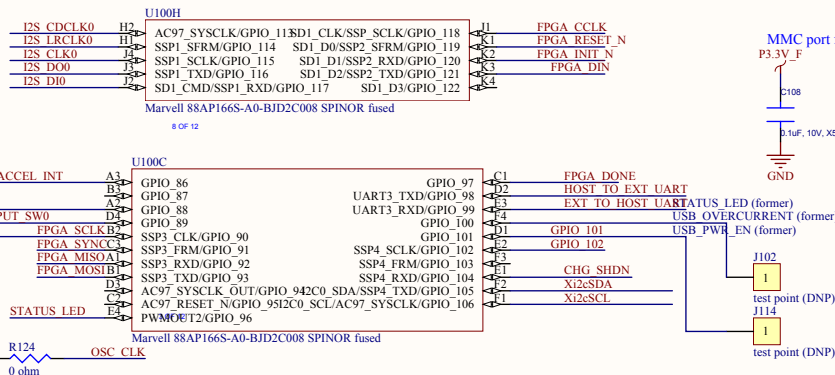 U100H
I2S_CDCLK0 H2 AC97_SYSCLK/GPIO_113 SD1_CLK/SSP_SCLK/GPIO_118 J1 FPGA_CCLK
I2S_LRCLK0 H1 SSP1_SFRM/GPIO_114 SD1_D0/SSP2_SFRM/GPIO_119 K1 FPGA_RESET_N
I2S_CLK0 J4 SSP1_SCLK/GPIO_115 SD1_D1/SSP2_RXD/GPIO_120 K2 FPGA_INIT_N
I2S_DO0 J3 SSP1_TXD/GPIO_116 SD1_D2/SSP2_TXD/GPIO_121 K3 FPGA_DIN
I2S_DI0 J2 SD1_CMD/SSP1_RXD/GPIO_117 SD1_D3/GPIO_122 K4
Marvell 88AP166S-A0-BJD2C008 SPINOR fused
8 OF 12
MMC port
P3.3V_F
C108
0.1uF, 10V, X5
GND
U100C
ACCEL_INT A3 GPIO_86 GPIO_97 C1 FPGA_DONE
B3 GPIO_87 UART3_TXD/GPIO_98 D2 HOST_TO_EXT_UART
A2 GPIO_88 UART3_RXD/GPIO_99 E3 EXT_TO_HOST_UART STATUS_LED (former)
PUT_SW0 D4 GPIO_89 GPIO_100 F4 USB_OVERCURRENT (former
FPGA_SCLK B2 SSP3_CLK/GPIO_90 GPIO_101 D1 GPIO_101 USB_PWR_EN (former)
FPGA_SYNC C3 SSP3_FRM/GPIO_91 SSP4_SCLK/GPIO_102 E2 GPIO_102
FPGA_MISO A1 SSP3_RXD/GPIO_92 SSP4_FRM/GPIO_103 F3
FPGA_MOSI B1 SSP3_TXD/GPIO_93 SSP4_RXD/GPIO_104 E1 CHG_SHDN
D3 AC97_SYSCLK_OUT/GPIO_94 I2C0_SDA/SSP4_TXD/GPIO_105 F2 Xi2cSDA
C2 AC97_RESET_N/GPIO_95 I2C0_SCL/AC97_SYSCLK/GPIO_106 F1 Xi2cSCL
STATUS_LED E4 PWMOUT2/GPIO_96
Marvell 88AP166S-A0-BJD2C008 SPINOR fused
J102
1
test point (DNP)
J114
1
test point (DNP)
R124 OSC_CLK
0 ohm